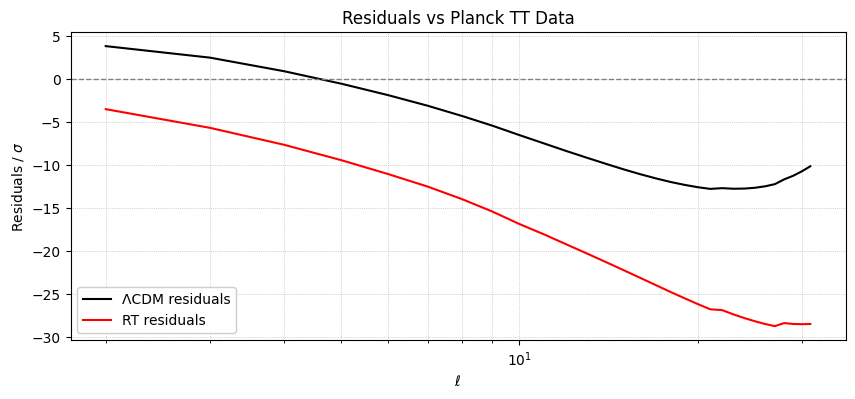 Residuals vs Planck TT Data
Residuals / σ
5
0
−5
−10
−15
−20
−25
−30
ΛCDM residuals
RT residuals
10¹
ℓ